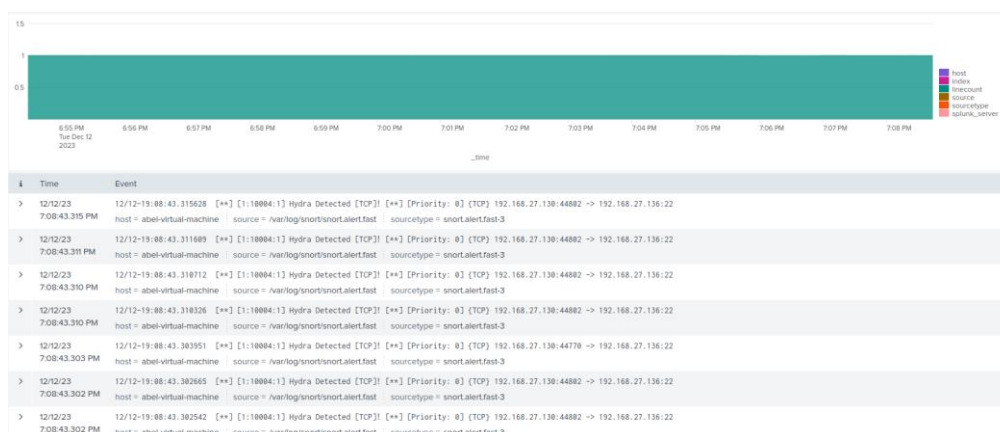 1.5
1
0.5
6:55 PM 6:56 PM 6:57 PM 6:58 PM 6:59 PM 7:00 PM 7:01 PM 7:02 PM 7:03 PM 7:04 PM 7:05 PM 7:06 PM 7:07 PM 7:08 PM
Tue Dec 12
2023
_time
host
index
linecount
source
sourcetype
splunk_server
i Time Event
> 12/12/23 12/12-19:08:43.315628 [**] [1:10004:1] Hydra Detected [TCP]! [**] [Priority: 0] {TCP} 192.168.27.130:44802 -> 192.168.27.136:22
7:08:43.315 PM host = abel-virtual-machine source = /var/log/snort/snort.alert.fast sourcetype = snort.alert.fast-3
> 12/12/23 12/12-19:08:43.311609 [**] [1:10004:1] Hydra Detected [TCP]! [**] [Priority: 0] {TCP} 192.168.27.130:44802 -> 192.168.27.136:22
7:08:43.311 PM host = abel-virtual-machine source = /var/log/snort/snort.alert.fast sourcetype = snort.alert.fast-3
> 12/12/23 12/12-19:08:43.310712 [**] [1:10004:1] Hydra Detected [TCP]! [**] [Priority: 0] {TCP} 192.168.27.130:44802 -> 192.168.27.136:22
7:08:43.310 PM host = abel-virtual-machine source = /var/log/snort/snort.alert.fast sourcetype = snort.alert.fast-3
> 12/12/23 12/12-19:08:43.310326 [**] [1:10004:1] Hydra Detected [TCP]! [**] [Priority: 0] {TCP} 192.168.27.130:44802 -> 192.168.27.136:22
7:08:43.310 PM host = abel-virtual-machine source = /var/log/snort/snort.alert.fast sourcetype = snort.alert.fast-3
> 12/12/23 12/12-19:08:43.303951 [**] [1:10004:1] Hydra Detected [TCP]! [**] [Priority: 0] {TCP} 192.168.27.130:44770 -> 192.168.27.136:22
7:08:43.303 PM host = abel-virtual-machine source = /var/log/snort/snort.alert.fast sourcetype = snort.alert.fast-3
> 12/12/23 12/12-19:08:43.302665 [**] [1:10004:1] Hydra Detected [TCP]! [**] [Priority: 0] {TCP} 192.168.27.130:44802 -> 192.168.27.136:22
7:08:43.302 PM host = abel-virtual-machine source = /var/log/snort/snort.alert.fast sourcetype = snort.alert.fast-3
> 12/12/23 12/12-19:08:43.302542 [**] [1:10004:1] Hydra Detected [TCP]! [**] [Priority: 0] {TCP} 192.168.27.130:44802 -> 192.168.27.136:22
7:08:43.302 PM